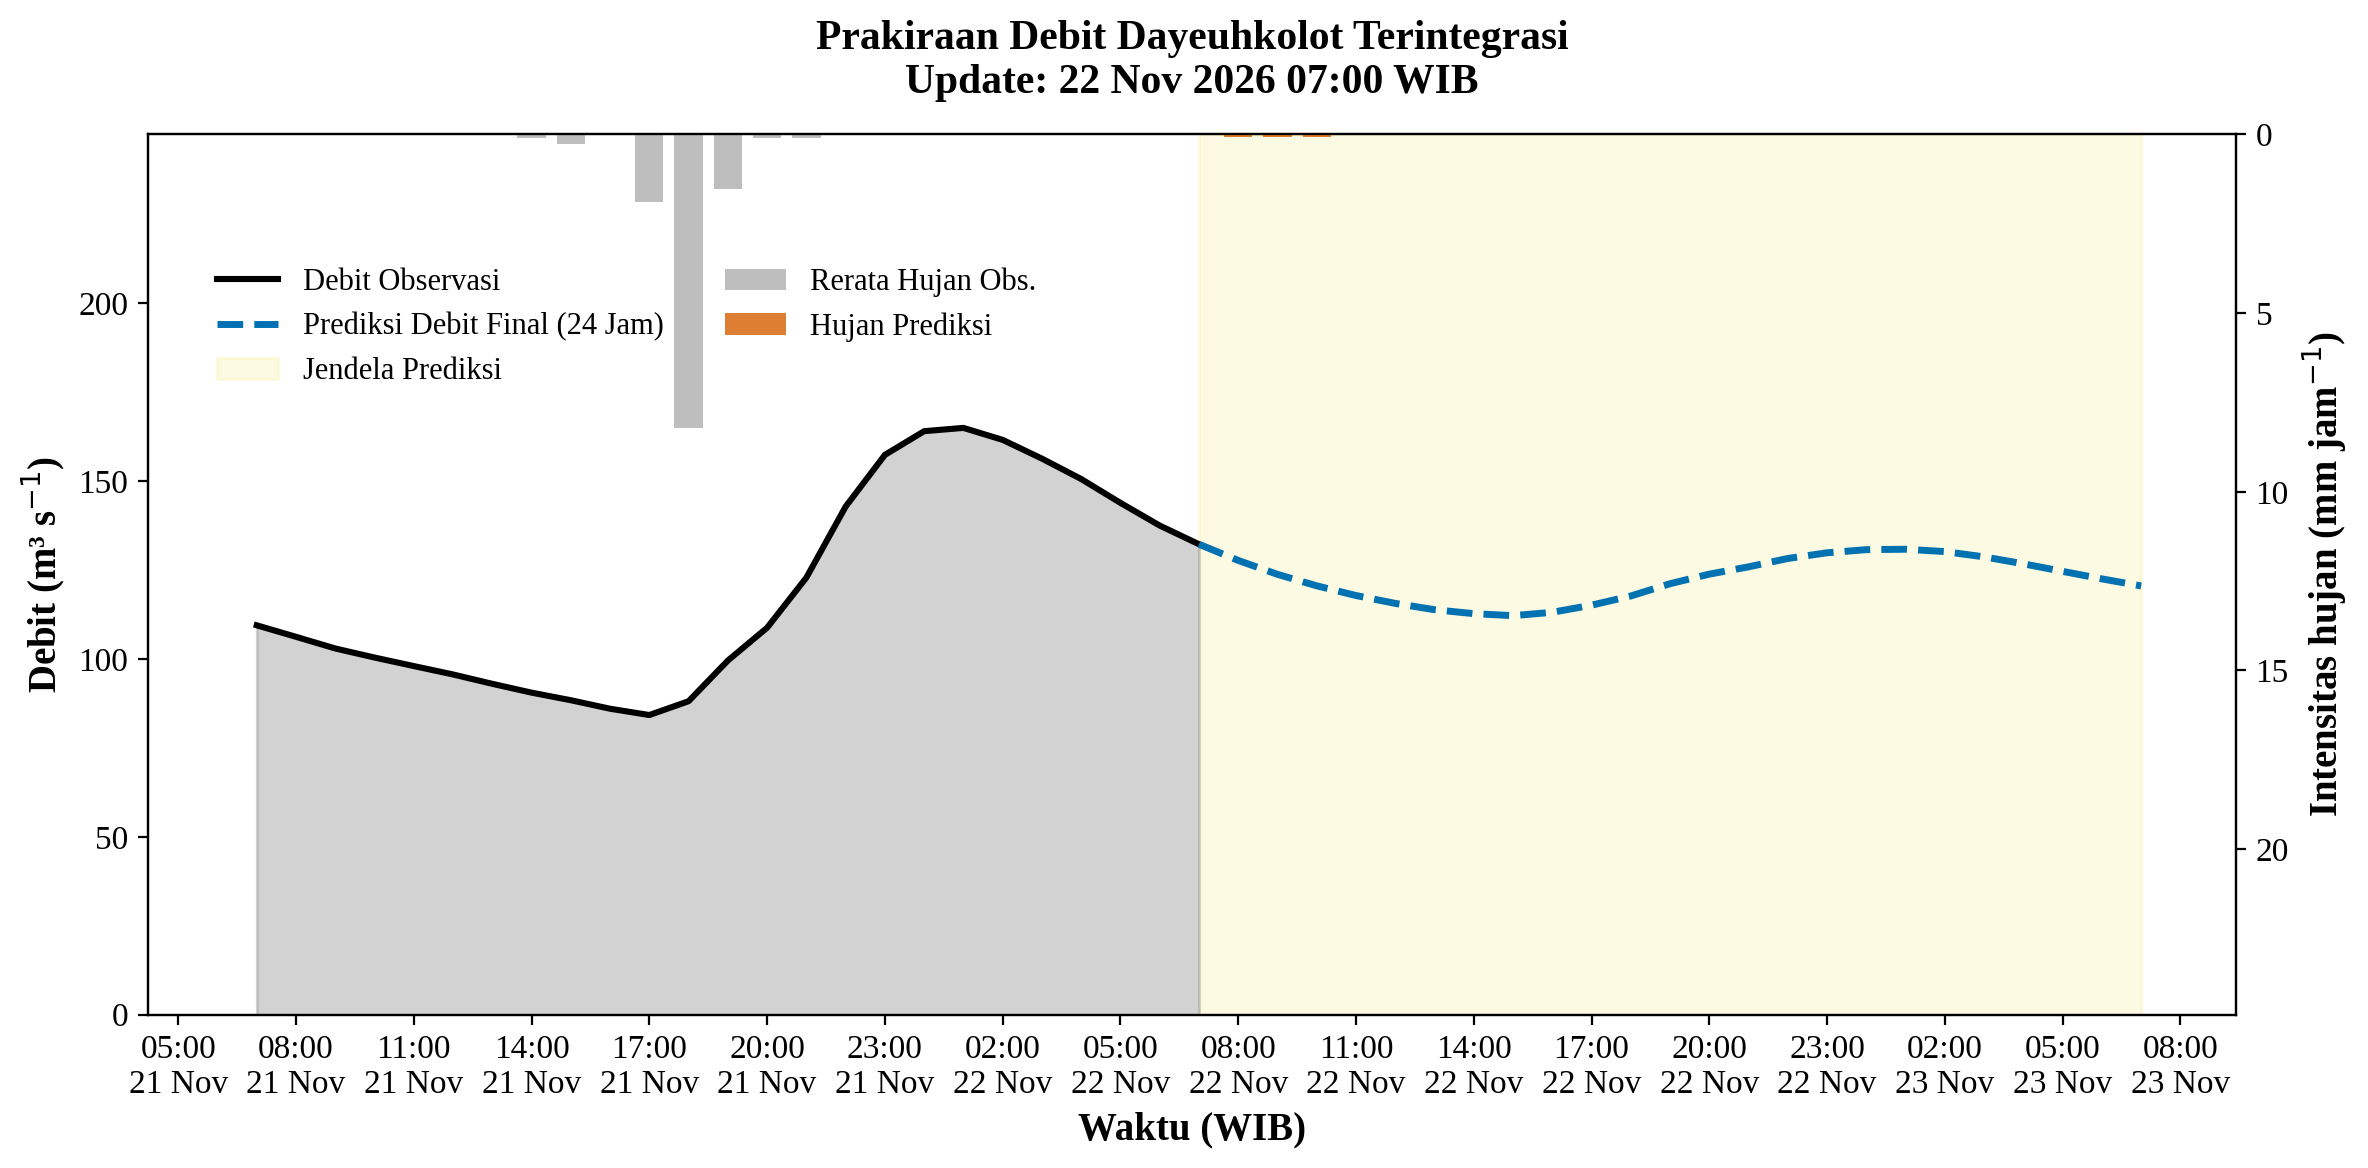 Prakiraan Debit Dayeuhkolot Terintegrasi
Update: 22 Nov 2026 07:00 WIB
Debit Observasi
Prediksi Debit Final (24 Jam)
Jendela Prediksi
Rerata Hujan Obs.
Hujan Prediksi
Debit (m³ s⁻¹)
200
150
100
50
0
Intensitas hujan (mm jam⁻¹)
0
5
10
15
20
05:00 08:00 11:00 14:00 17:00 20:00 23:00 02:00 05:00 08:00 11:00 14:00 17:00 20:00 23:00 02:00 05:00 08:00
21 Nov 21 Nov 21 Nov 21 Nov 21 Nov 21 Nov 21 Nov 22 Nov 22 Nov 22 Nov 22 Nov 22 Nov 22 Nov 22 Nov 22 Nov 23 Nov 23 Nov 23 Nov
Waktu (WIB)